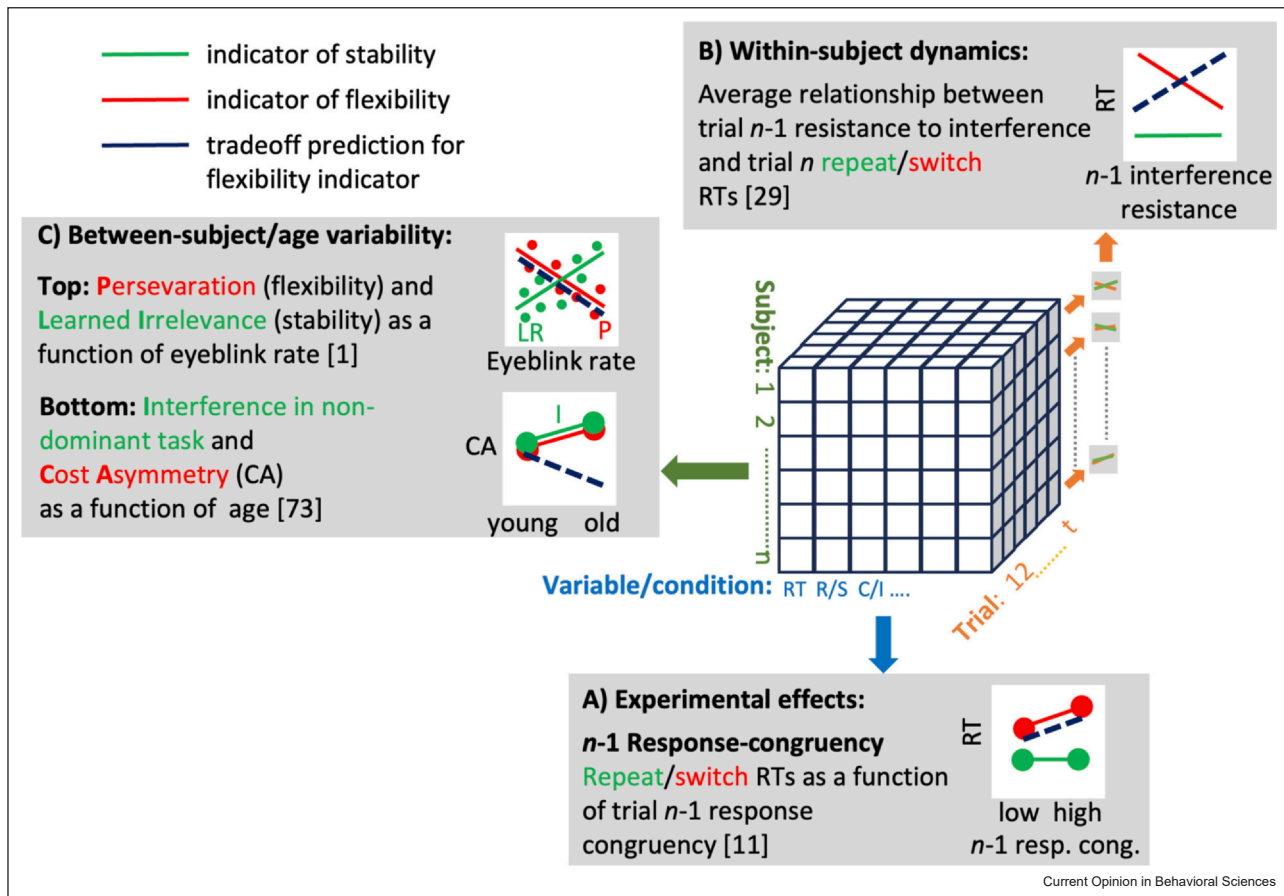 indicator of stability
indicator of flexibility
tradeoff prediction for
flexibility indicator
B) Within-subject dynamics:
Average relationship between
trial n-1 resistance to interference
and trial n repeat/switch
RTs [29]
RT
n-1 interference
resistance
C) Between-subject/age variability:
Top: Persevaration (flexibility) and
Learned Irrelevance (stability) as a
function of eyeblink rate [1]
LR P
Eyeblink rate
Bottom: Interference in non-
dominant task and
Cost Asymmetry (CA)
as a function of age [73]
CA
I
young old
Subject: 1 2 ........... n
Variable/condition: RT R/S C/I ....
Trial: 12....... t
A) Experimental effects:
n-1 Response-congruency
Repeat/switch RTs as a function
of trial n-1 response
congruency [11]
RT
low high
n-1 resp. cong.
Current Opinion in Behavioral Sciences